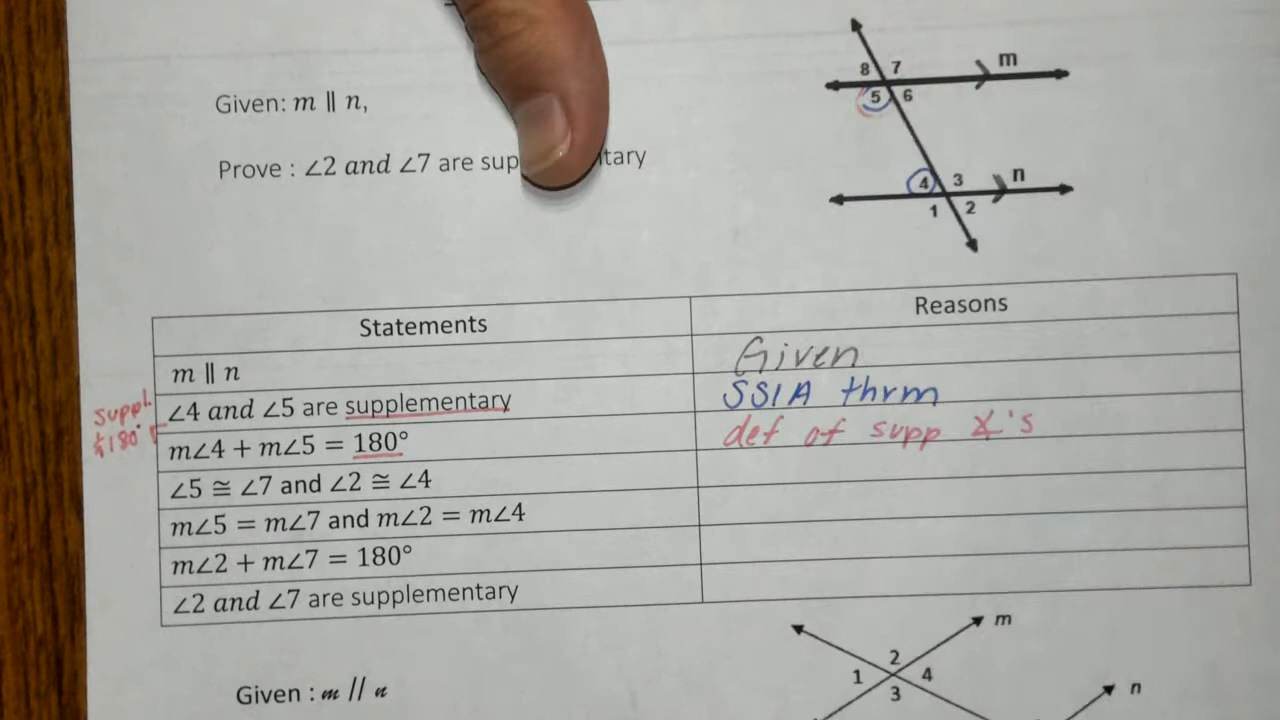 Given: m ∥ n,
Prove : ∠2 and ∠7 are sup tary
8 7 m
5 6
4 3 n
1 2
Statements Reasons
m ∥ n Given
∠4 and ∠5 are supplementary SSIA thrm
suppl.
m∠4 + m∠5 = 180° def of supp ∡'s
∠5 ≅ ∠7 and ∠2 ≅ ∠4
m∠5 = m∠7 and m∠2 = m∠4
m∠2 + m∠7 = 180°
∠2 and ∠7 are supplementary
Given : m // n
m
2
1 4
3
n